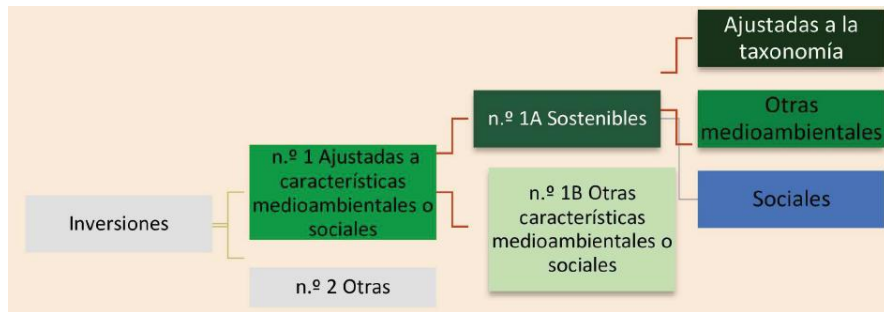 Inversiones
n.º 1 Ajustadas a
características
medioambientales o
sociales
n.º 2 Otras
n.º 1A Sostenibles
n.º 1B Otras
características
medioambientales o
sociales
Ajustadas a la
taxonomía
Otras
medioambientales
Sociales